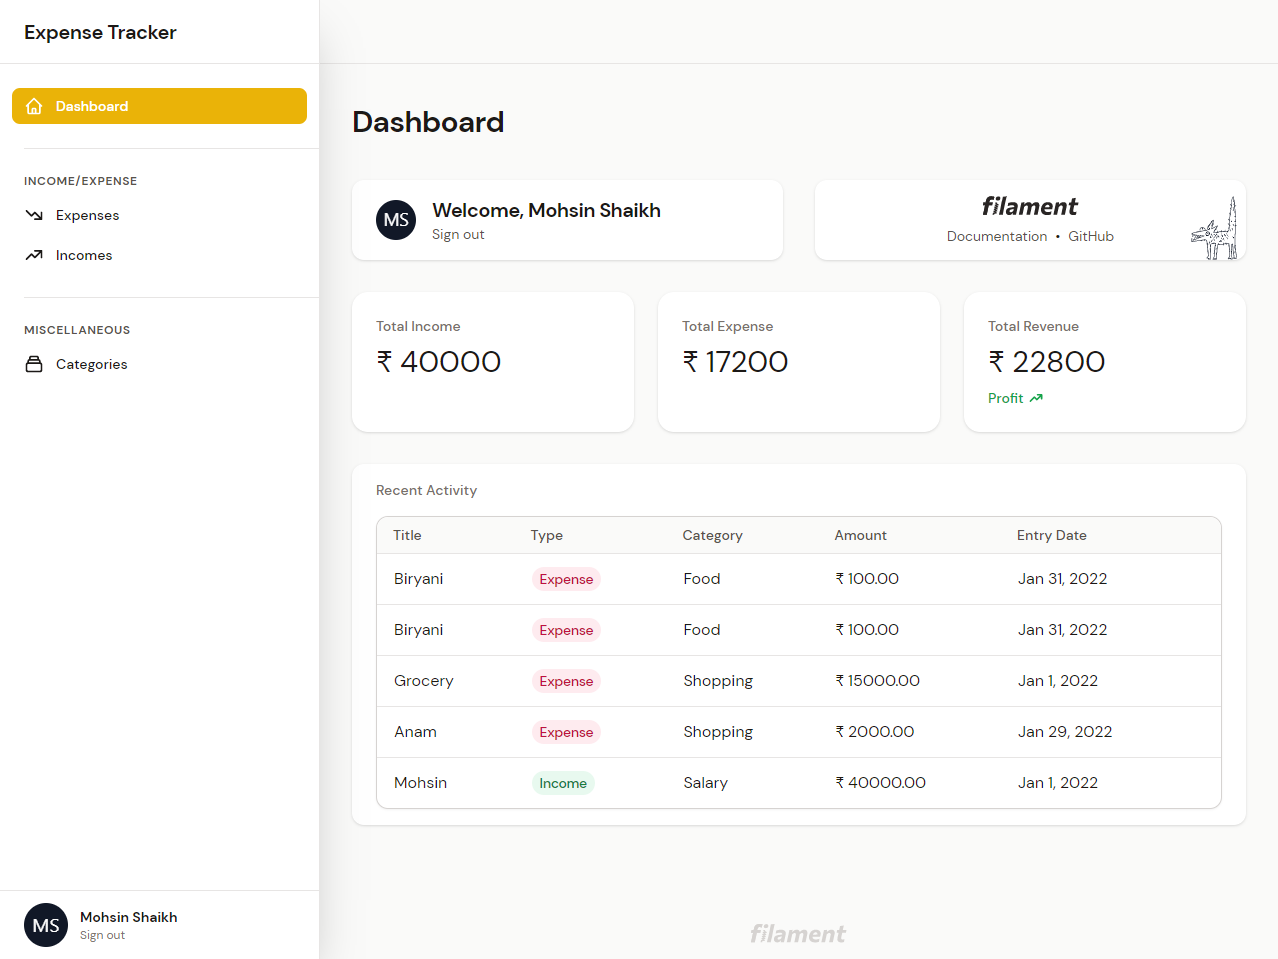 Expense Tracker
Dashboard
INCOME/EXPENSE
Expenses
Incomes
MISCELLANEOUS
Categories
MS Mohsin Shaikh
Sign out
Dashboard
MS Welcome, Mohsin Shaikh
Sign out
filament
Documentation • GitHub
Total Income
₹ 40000
Total Expense
₹ 17200
Total Revenue
₹ 22800
Profit
Recent Activity
Title Type Category Amount Entry Date
Biryani Expense Food ₹ 100.00 Jan 31, 2022
Biryani Expense Food ₹ 100.00 Jan 31, 2022
Grocery Expense Shopping ₹ 15000.00 Jan 1, 2022
Anam Expense Shopping ₹ 2000.00 Jan 29, 2022
Mohsin Income Salary ₹ 40000.00 Jan 1, 2022
filament